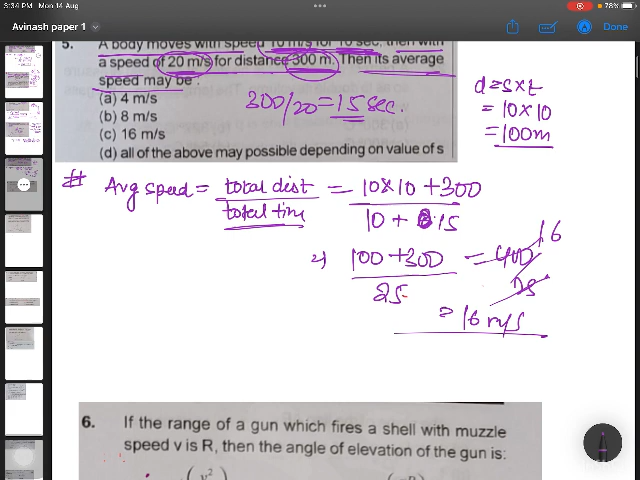 3:34 PM Mon 14 Aug
78%
Avinash paper 1
Done
5. A body moves with speed 10 m/s for 10 sec, then with
a speed of 20 m/s for distance 300 m. Then its average
speed may be :
(a) 4 m/s
(b) 8 m/s
(c) 16 m/s
(d) all of the above may possible depending on value of s
300/20 = 15 sec.
d = s x t
= 10 x 10
= 100m
# Avg speed = total dist / total time = 10 x 10 + 300 / 10 + 15
100 + 300 / 25 = 400 / 25 16
= 16 m/s
6. If the range of a gun which fires a shell with muzzle
speed v is R, then the angle of elevation of the gun is: